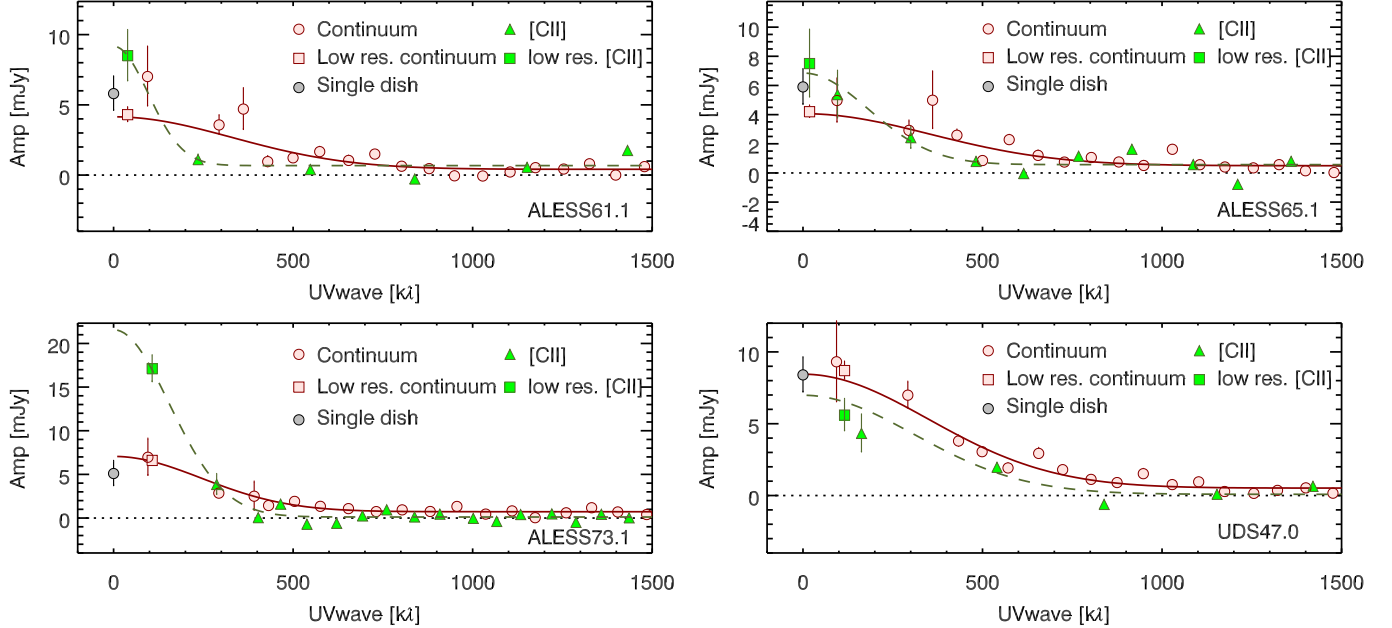 10
5
0
Amp [mJy]
Continuum [CII]
Low res. continuum low res. [CII]
Single dish
ALESS61.1
0 500 1000 1500
UVwave [kλ]
10
8
6
4
2
0
-2
-4
Amp [mJy]
Continuum [CII]
Low res. continuum low res. [CII]
Single dish
ALESS65.1
0 500 1000 1500
UVwave [kλ]
20
15
10
5
0
Amp [mJy]
Continuum [CII]
Low res. continuum low res. [CII]
Single dish
ALESS73.1
0 500 1000 1500
UVwave [kλ]
10
5
0
Amp [mJy]
Continuum [CII]
Low res. continuum low res. [CII]
Single dish
UDS47.0
0 500 1000 1500
UVwave [kλ]